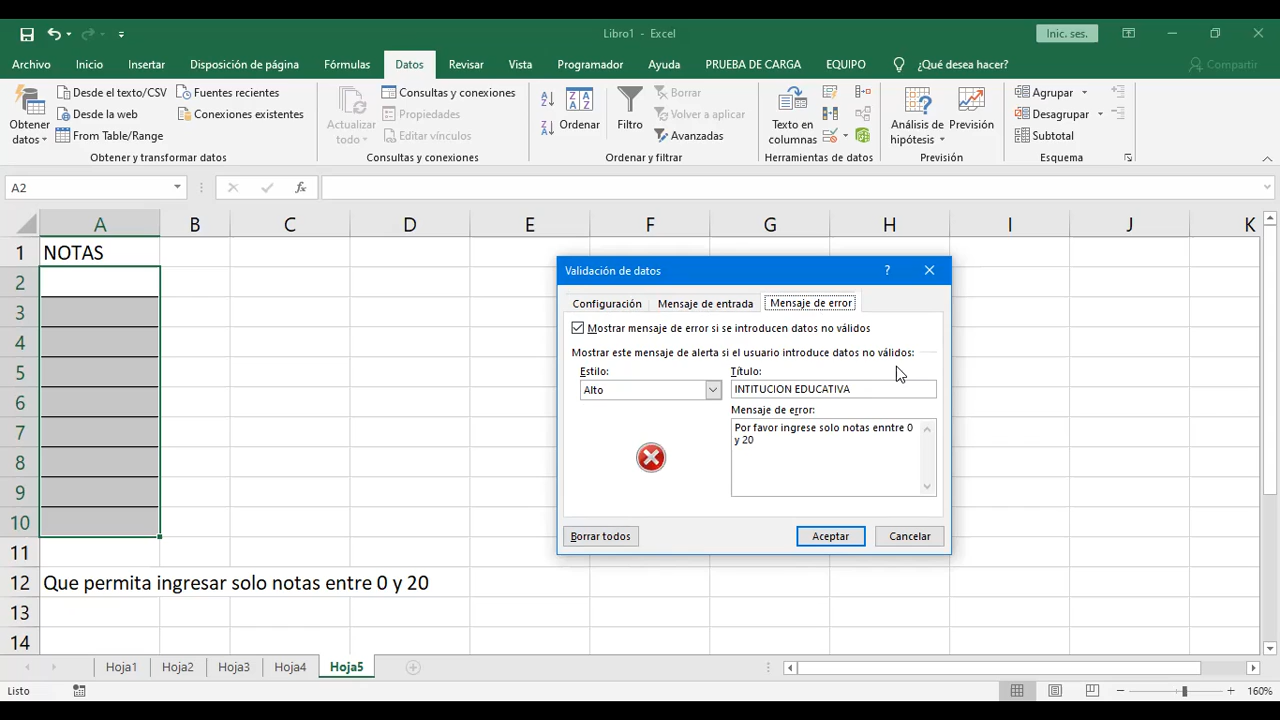 Libro1 - Excel
Inic. ses.
Archivo Inicio Insertar Disposición de página Fórmulas Datos Revisar Vista Programador Ayuda PRUEBA DE CARGA EQUIPO ¿Qué desea hacer? Compartir
Obtener datos
Desde el texto/CSV
Desde la web
From Table/Range
Fuentes recientes
Conexiones existentes
Obtener y transformar datos
Actualizar todo
Consultas y conexiones
Propiedades
Editar vínculos
Consultas y conexiones
Ordenar
Filtro
Borrar
Volver a aplicar
Avanzadas
Ordenar y filtrar
Texto en columnas
Herramientas de datos
Análisis de hipótesis
Previsión
Previsión
Agrupar
Desagrupar
Subtotal
Esquema
A2
fx
A B C D E F G H I J K
1 NOTAS
2
3
4
5
6
7
8
9
10
11
12 Que permita ingresar solo notas entre 0 y 20
13
14
Validación de datos
?
Configuración Mensaje de entrada Mensaje de error
Mostrar mensaje de error si se introducen datos no válidos
Mostrar este mensaje de alerta si el usuario introduce datos no válidos:
Estilo:
Alto
Título:
INTITUCION EDUCATIVA
Mensaje de error:
Por favor ingrese solo notas enntre 0
y 20
Borrar todos Aceptar Cancelar
Hoja1 Hoja2 Hoja3 Hoja4 Hoja5
Listo
160%